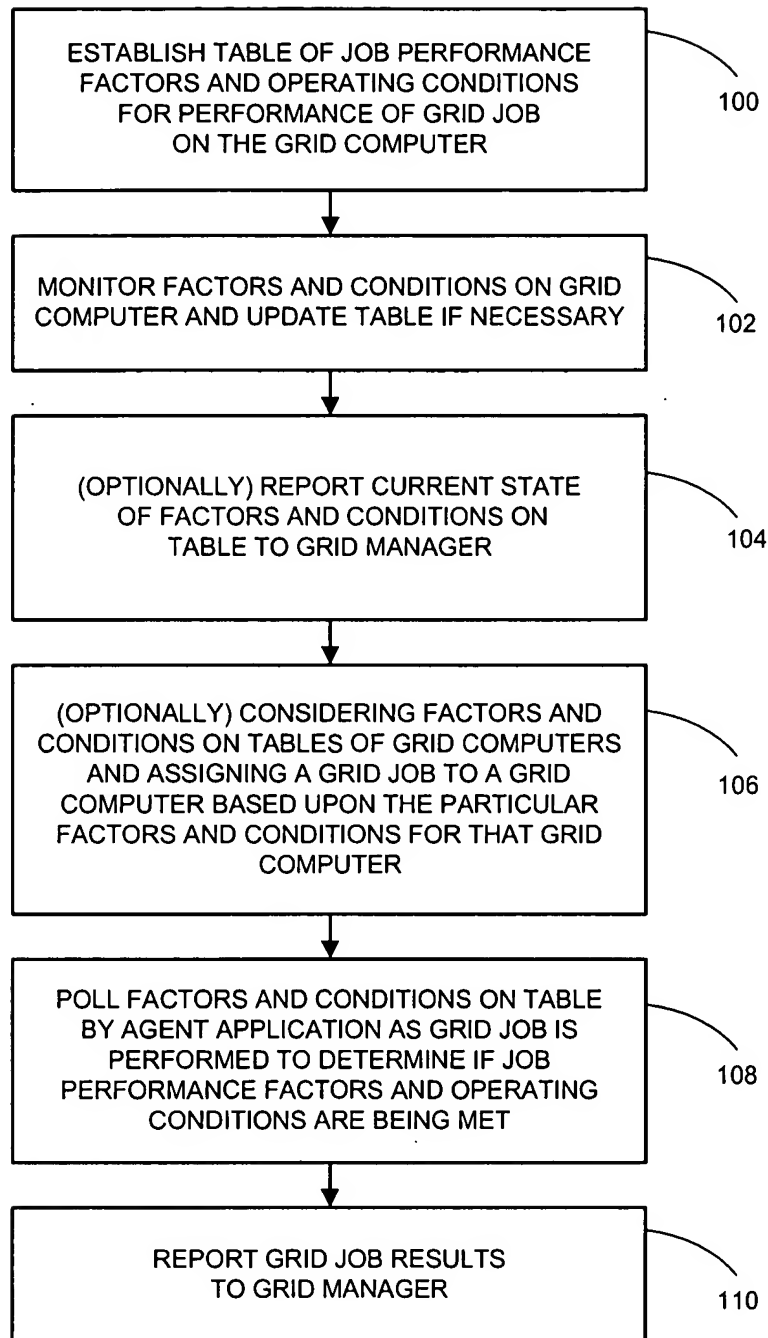 ESTABLISH TABLE OF JOB PERFORMANCE
FACTORS AND OPERATING CONDITIONS
FOR PERFORMANCE OF GRID JOB
ON THE GRID COMPUTER
100
MONITOR FACTORS AND CONDITIONS ON GRID
COMPUTER AND UPDATE TABLE IF NECESSARY
102
(OPTIONALLY) REPORT CURRENT STATE
OF FACTORS AND CONDITIONS ON
TABLE TO GRID MANAGER
104
(OPTIONALLY) CONSIDERING FACTORS AND
CONDITIONS ON TABLES OF GRID COMPUTERS
AND ASSIGNING A GRID JOB TO A GRID
COMPUTER BASED UPON THE PARTICULAR
FACTORS AND CONDITIONS FOR THAT GRID
COMPUTER
106
POLL FACTORS AND CONDITIONS ON TABLE
BY AGENT APPLICATION AS GRID JOB IS
PERFORMED TO DETERMINE IF JOB
PERFORMANCE FACTORS AND OPERATING
CONDITIONS ARE BEING MET
108
REPORT GRID JOB RESULTS
TO GRID MANAGER
110